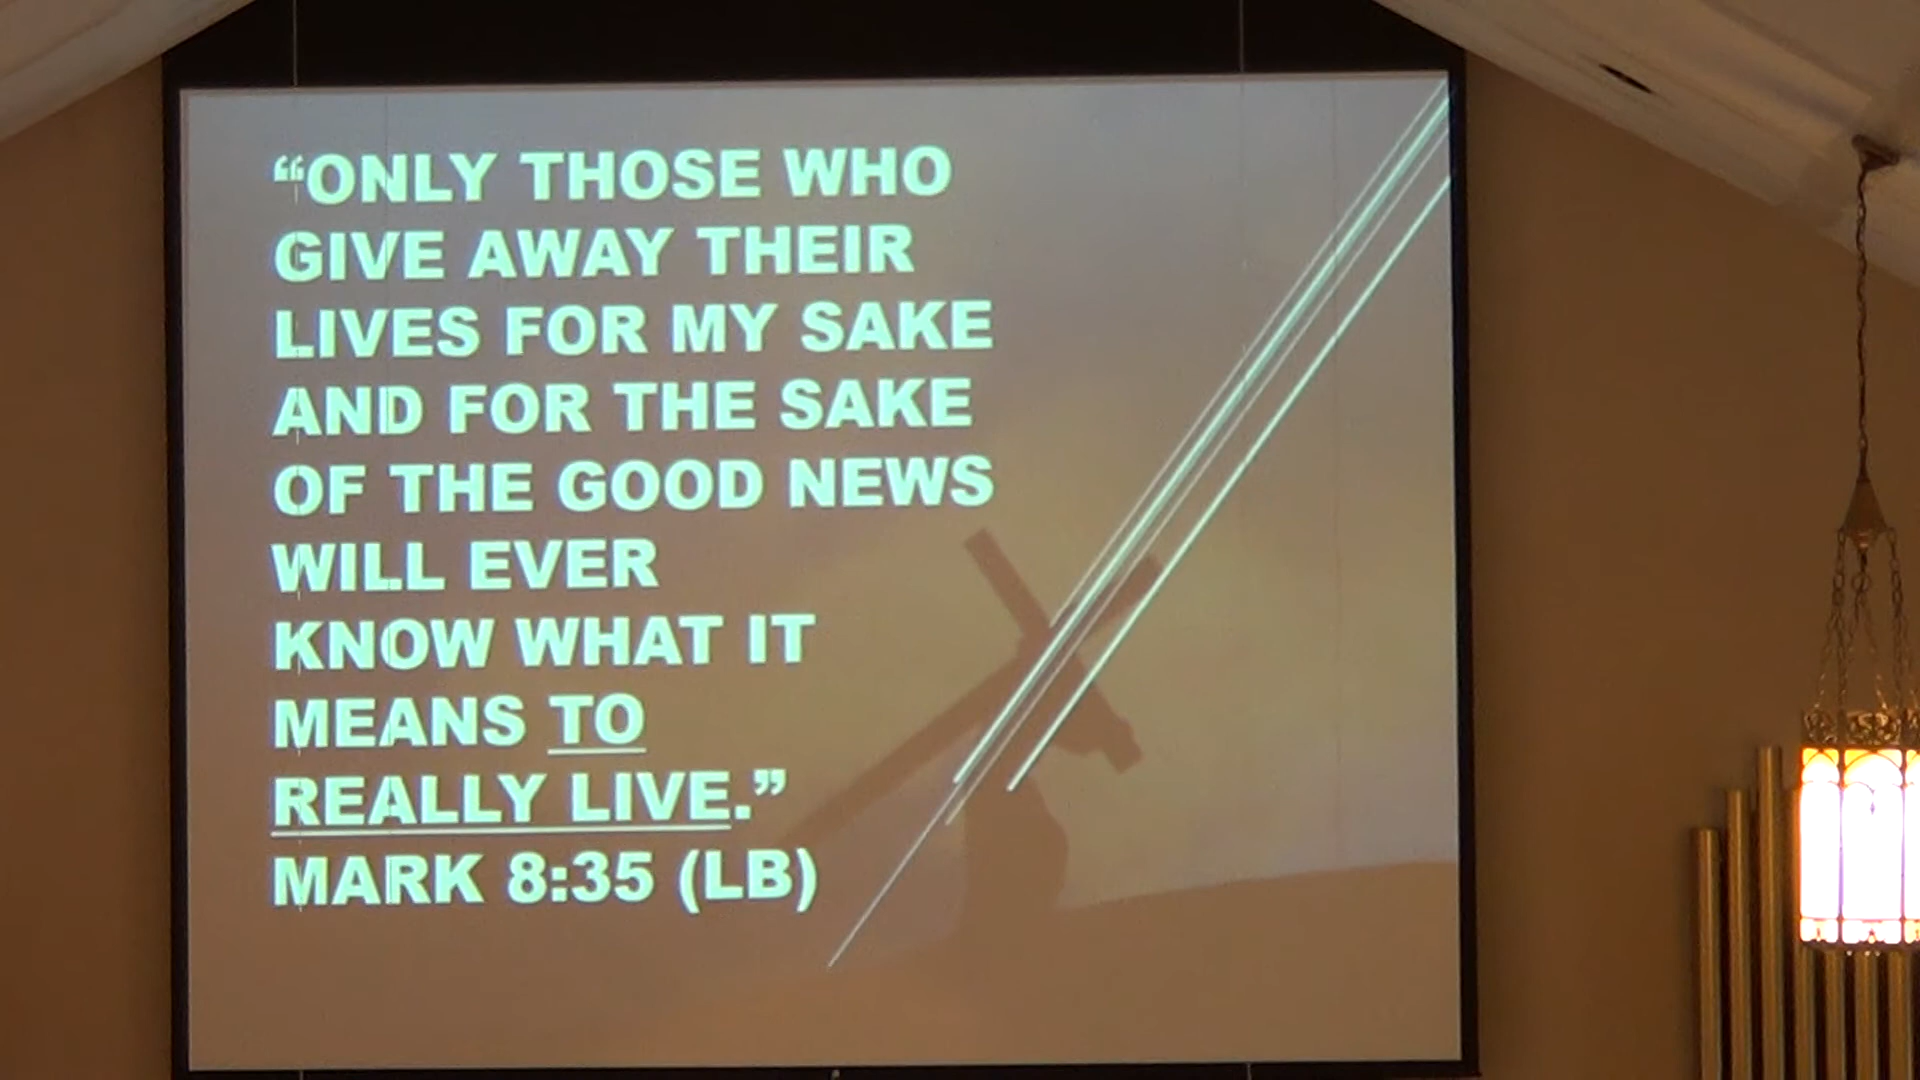 “ONLY THOSE WHO
GIVE AWAY THEIR
LIVES FOR MY SAKE
AND FOR THE SAKE
OF THE GOOD NEWS
WILL EVER
KNOW WHAT IT
MEANS TO
REALLY LIVE.”
MARK 8:35 (LB)